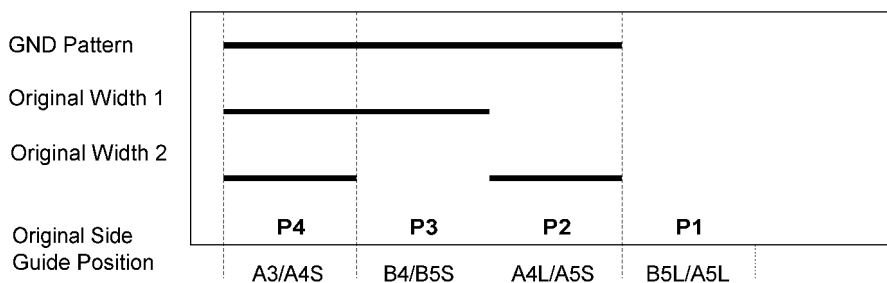 GND Pattern
Original Width 1
Original Width 2
Original Side Guide Position
P4 P3 P2 P1
A3/A4S B4/B5S A4L/A5S B5L/A5L